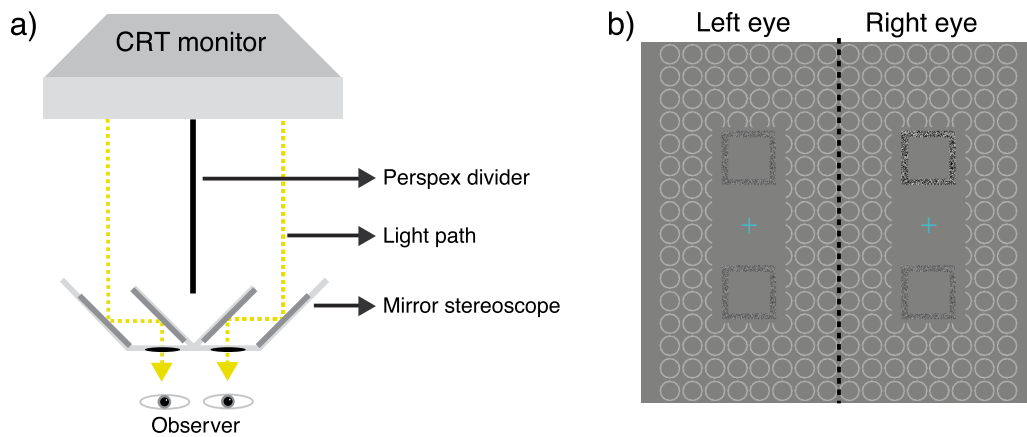 a)
CRT monitor
Perspex divider
Light path
Mirror stereoscope
Observer
b)
Left eye
Right eye